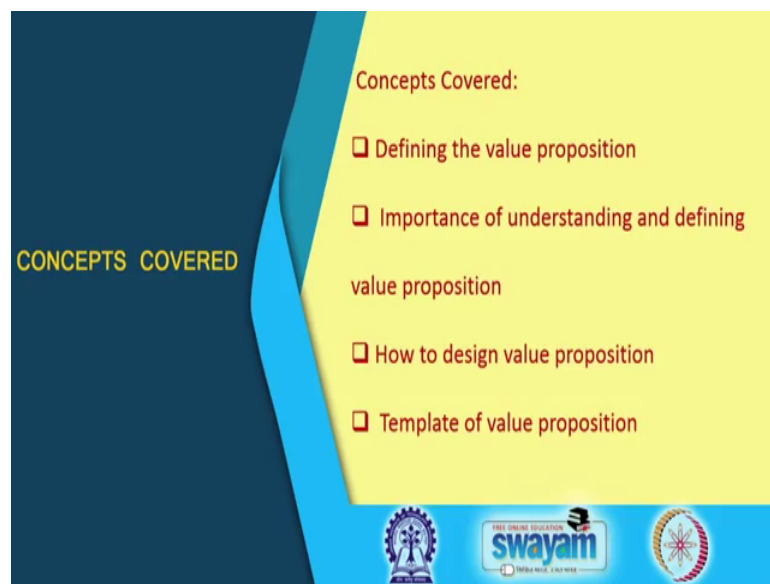 CONCEPTS COVERED
Concepts Covered:
Defining the value proposition
Importance of understanding and defining
value proposition
How to design value proposition
Template of value proposition
FREE ONLINE EDUCATION
swayam